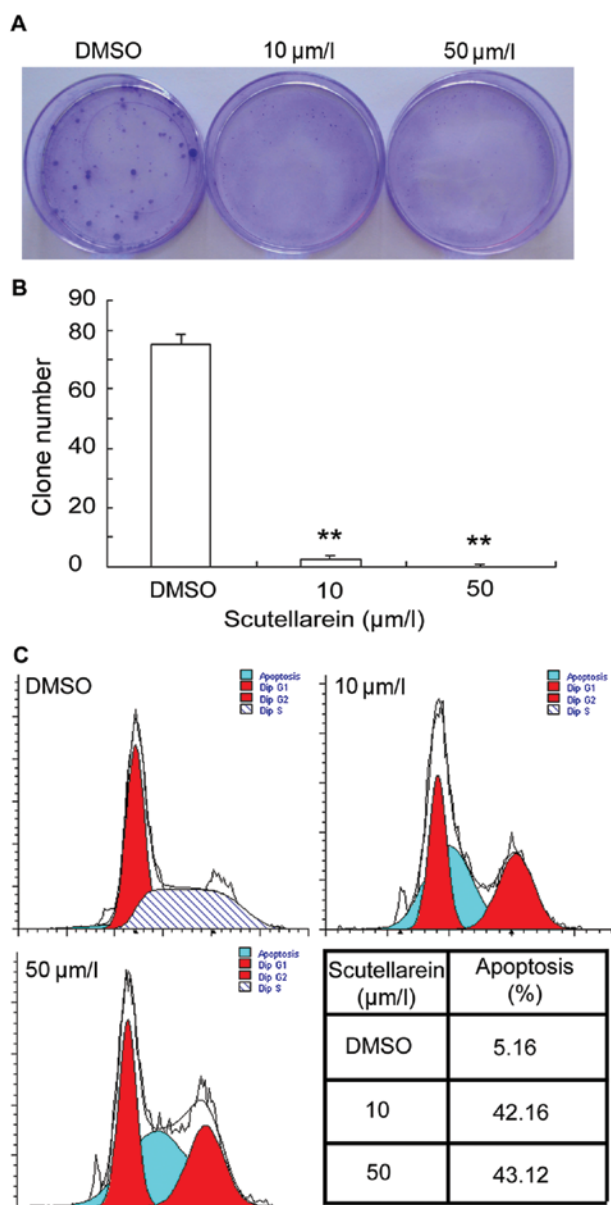 A
DMSO 10 µm/l 50 µm/l
B
90
80
60
40
20
0
Clone number
**
**
DMSO 10 50
Scutellarein (µm/l)
C
DMSO
Apoptosis
Dip G1
Dip G2
Dip S
10 µm/l
Apoptosis
Dip G1
Dip G2
Dip S
50 µm/l
Apoptosis
Dip G1
Dip G2
Dip S
Scutellarein (µm/l) Apoptosis (%)
DMSO 5.16
10 42.16
50 43.12